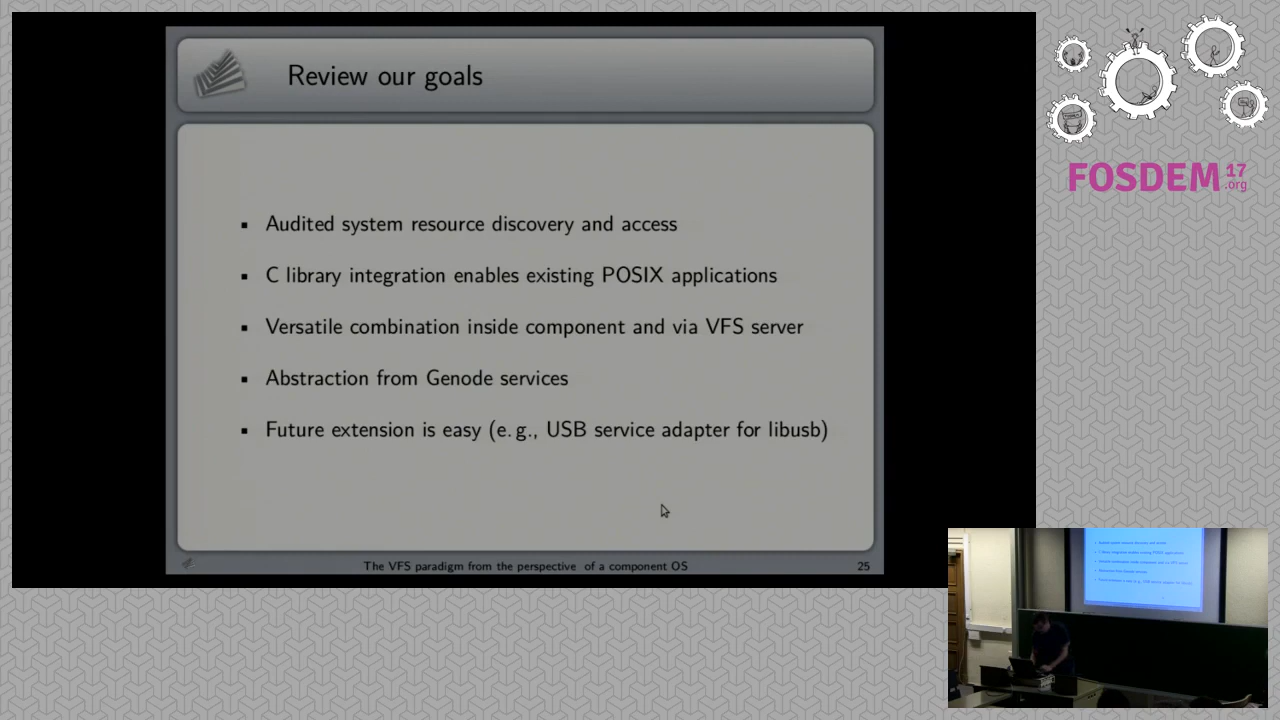 Review our goals
Audited system resource discovery and access
C library integration enables existing POSIX applications
Versatile combination inside component and via VFS server
Abstraction from Genode services
Future extension is easy (e. g., USB service adapter for libusb)
The VFS paradigm from the perspective of a component OS
25
FOSDEM 17
.org